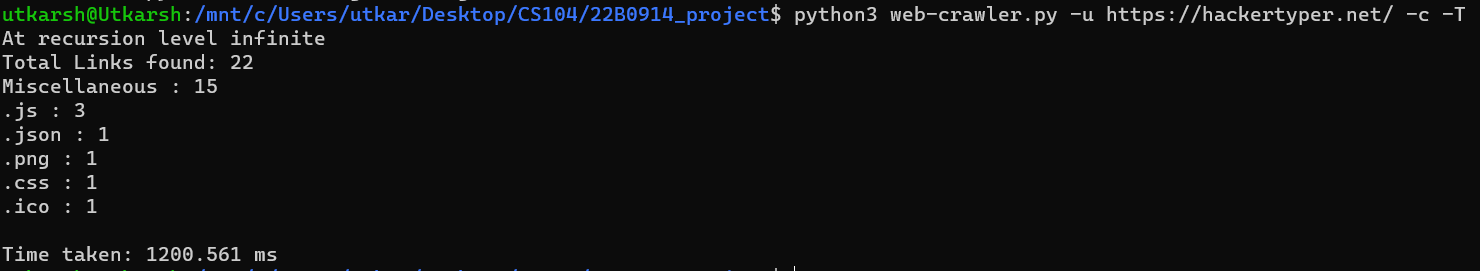 utkarsh@Utkarsh:/mnt/c/Users/utkar/Desktop/CS104/22B0914_project$ python3 web-crawler.py -u https://hackertyper.net/ -c -T
At recursion level infinite
Total Links found: 22
Miscellaneous : 15
.js : 3
.json : 1
.png : 1
.css : 1
.ico : 1
Time taken: 1200.561 ms